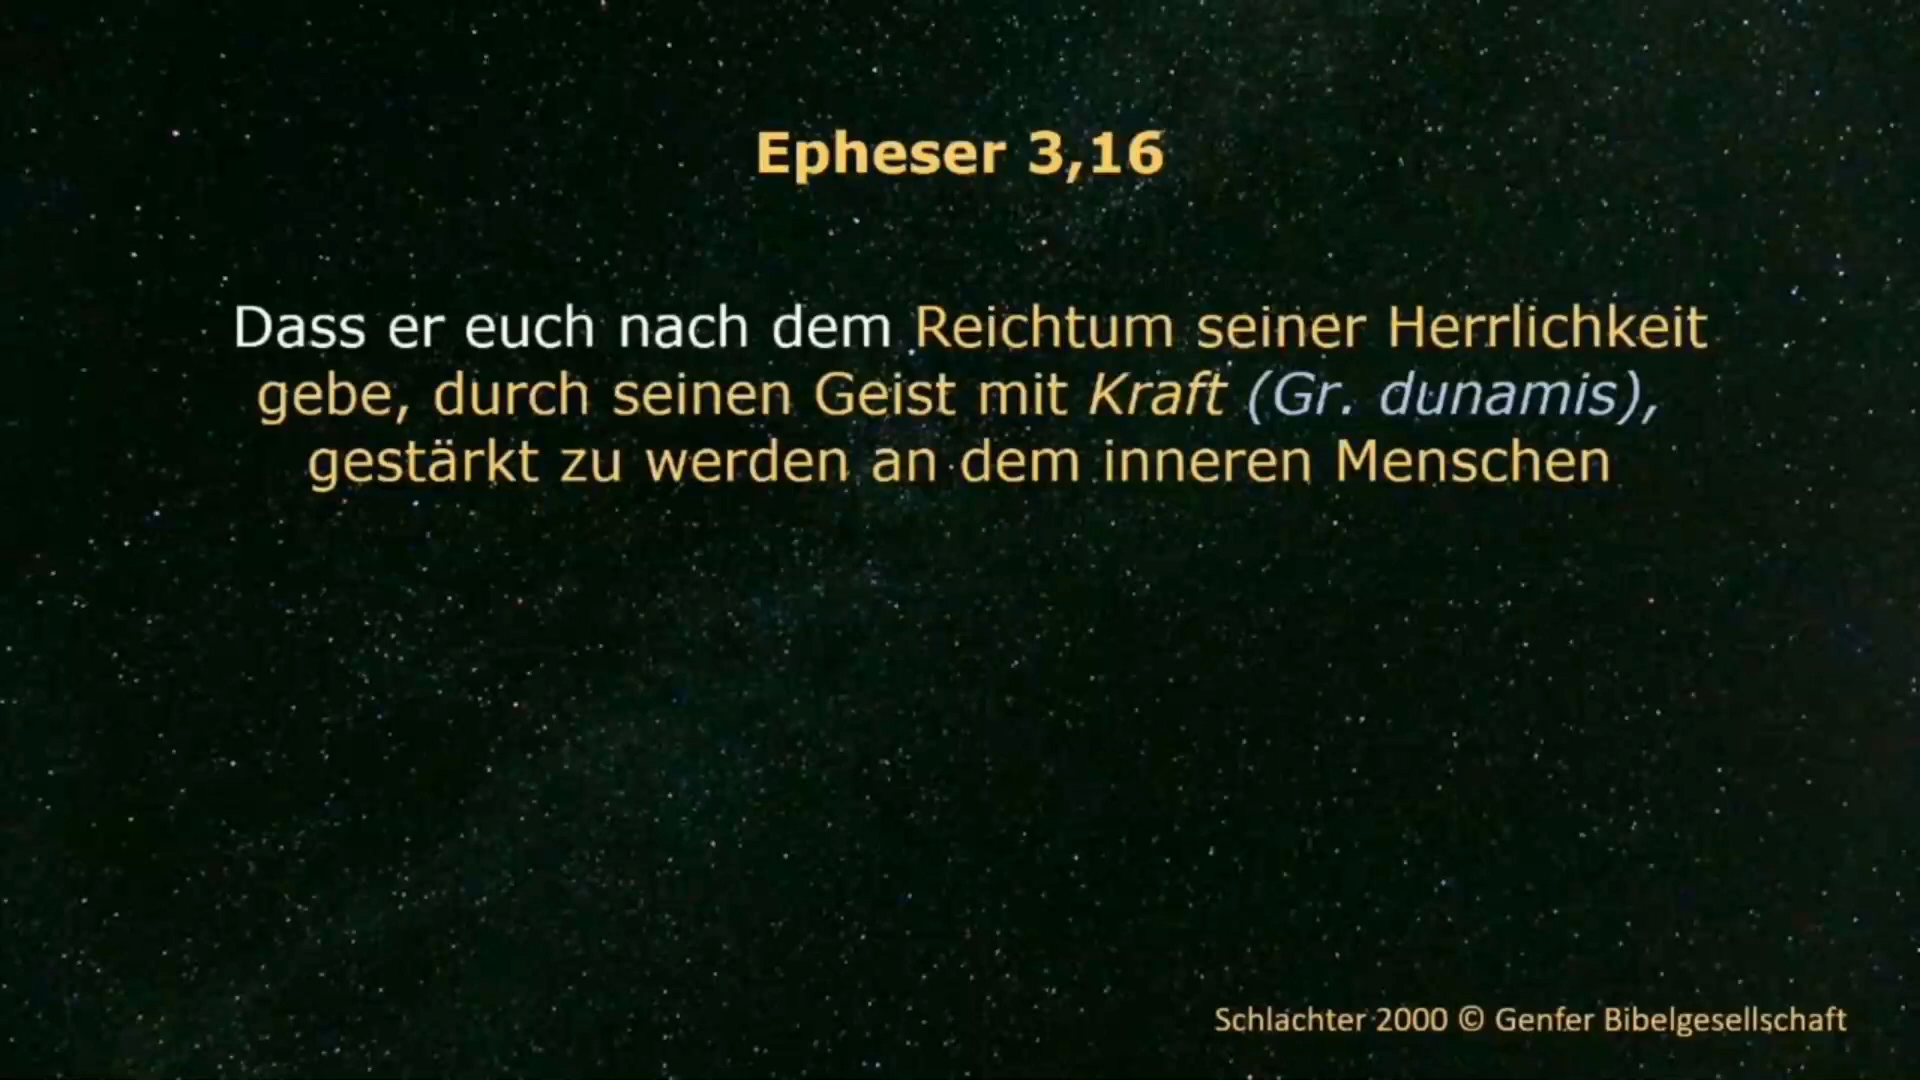 Epheser 3,16
Dass er euch nach dem Reichtum seiner Herrlichkeit
gebe, durch seinen Geist mit Kraft (Gr. dunamis),
gestärkt zu werden an dem inneren Menschen
Schlachter 2000 © Genfer Bibelgesellschaft